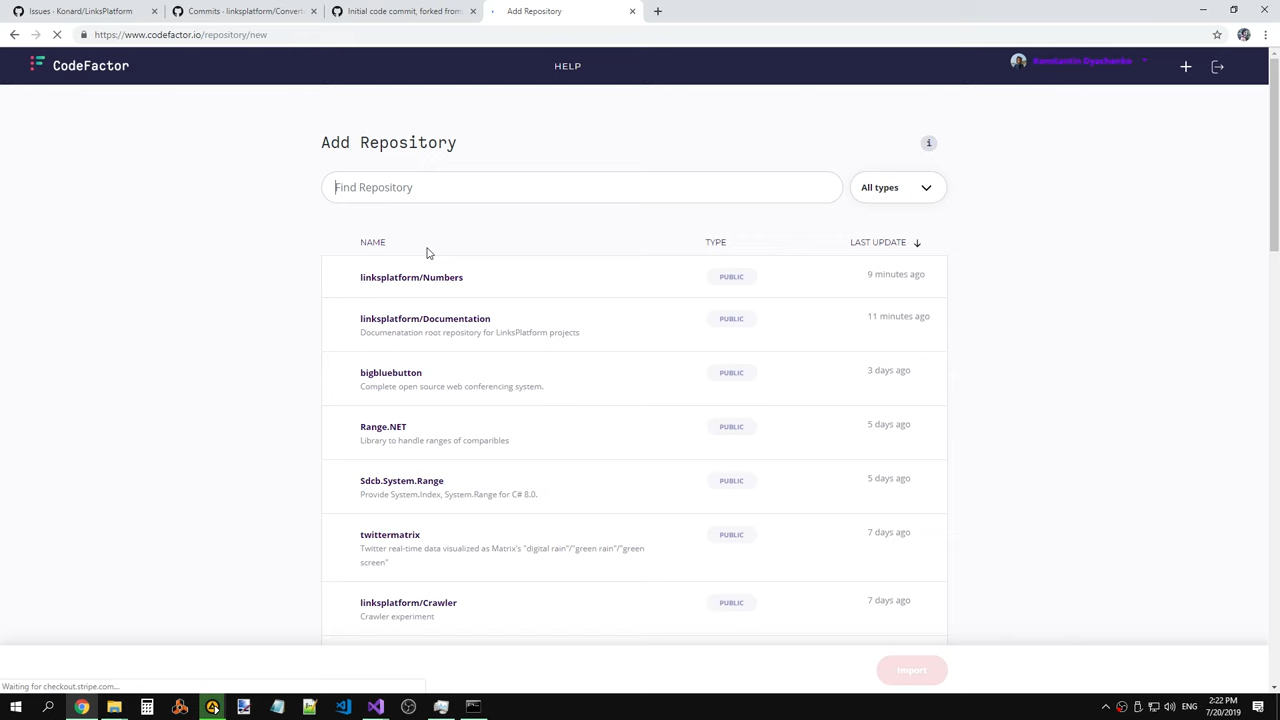 Issues · Konard/LinksPlatform
Commits · linksplatform/Convert
Initial code commit, forked from
Add Repository
https://www.codefactor.io/repository/new
CodeFactor
HELP
Konstantin Dyachenko
Add Repository
i
Find Repository
All types
NAME
TYPE
LAST UPDATE
linksplatform/Numbers
PUBLIC
9 minutes ago
linksplatform/Documentation
Documenatation root repository for LinksPlatform projects
PUBLIC
11 minutes ago
bigbluebutton
Complete open source web conferencing system.
PUBLIC
3 days ago
Range.NET
Library to handle ranges of comparibles
PUBLIC
5 days ago
Sdcb.System.Range
Provide System.Index, System.Range for C# 8.0.
PUBLIC
5 days ago
twittermatrix
Twitter real-time data visualized as Matrix's "digital rain"/"green rain"/"green
screen"
PUBLIC
7 days ago
linksplatform/Crawler
Crawler experiment
PUBLIC
7 days ago
Import
Waiting for checkout.stripe.com...
2:22 PM
7/20/2019